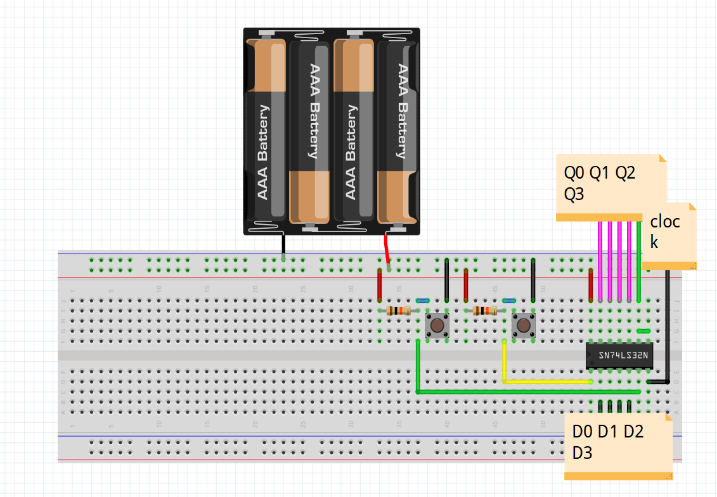 AAA Battery
AAA Battery
AAA Battery
AAA Battery
Q0 Q1 Q2
Q3
cloc
k
SN74LS32N
D0 D1 D2
D3